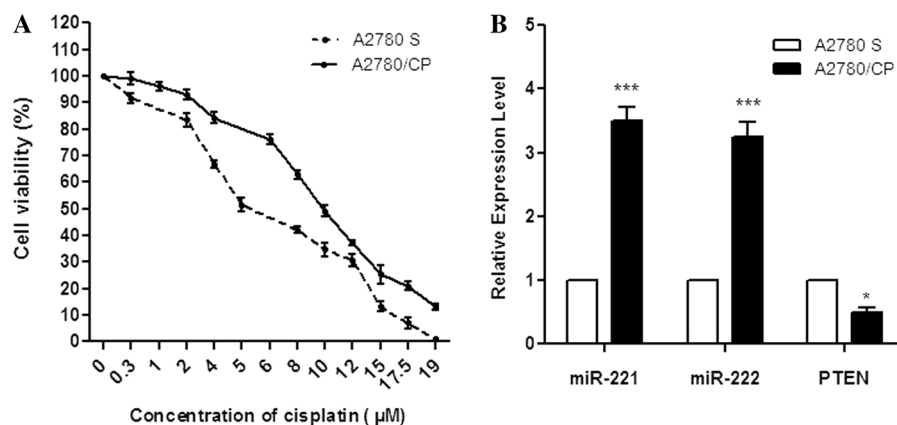 A
120
110
100
90
80
70
60
50
40
30
20
10
0
Cell viability (%)
A2780 S
A2780/CP
0 0.3 1 2 4 5 6 8 10 12 15 17.5 19
Concentration of cisplatin ( µM)
B
5
4
3
2
1
0
Relative Expression Level
A2780 S
A2780/CP
*** *** *
miR-221 miR-222 PTEN